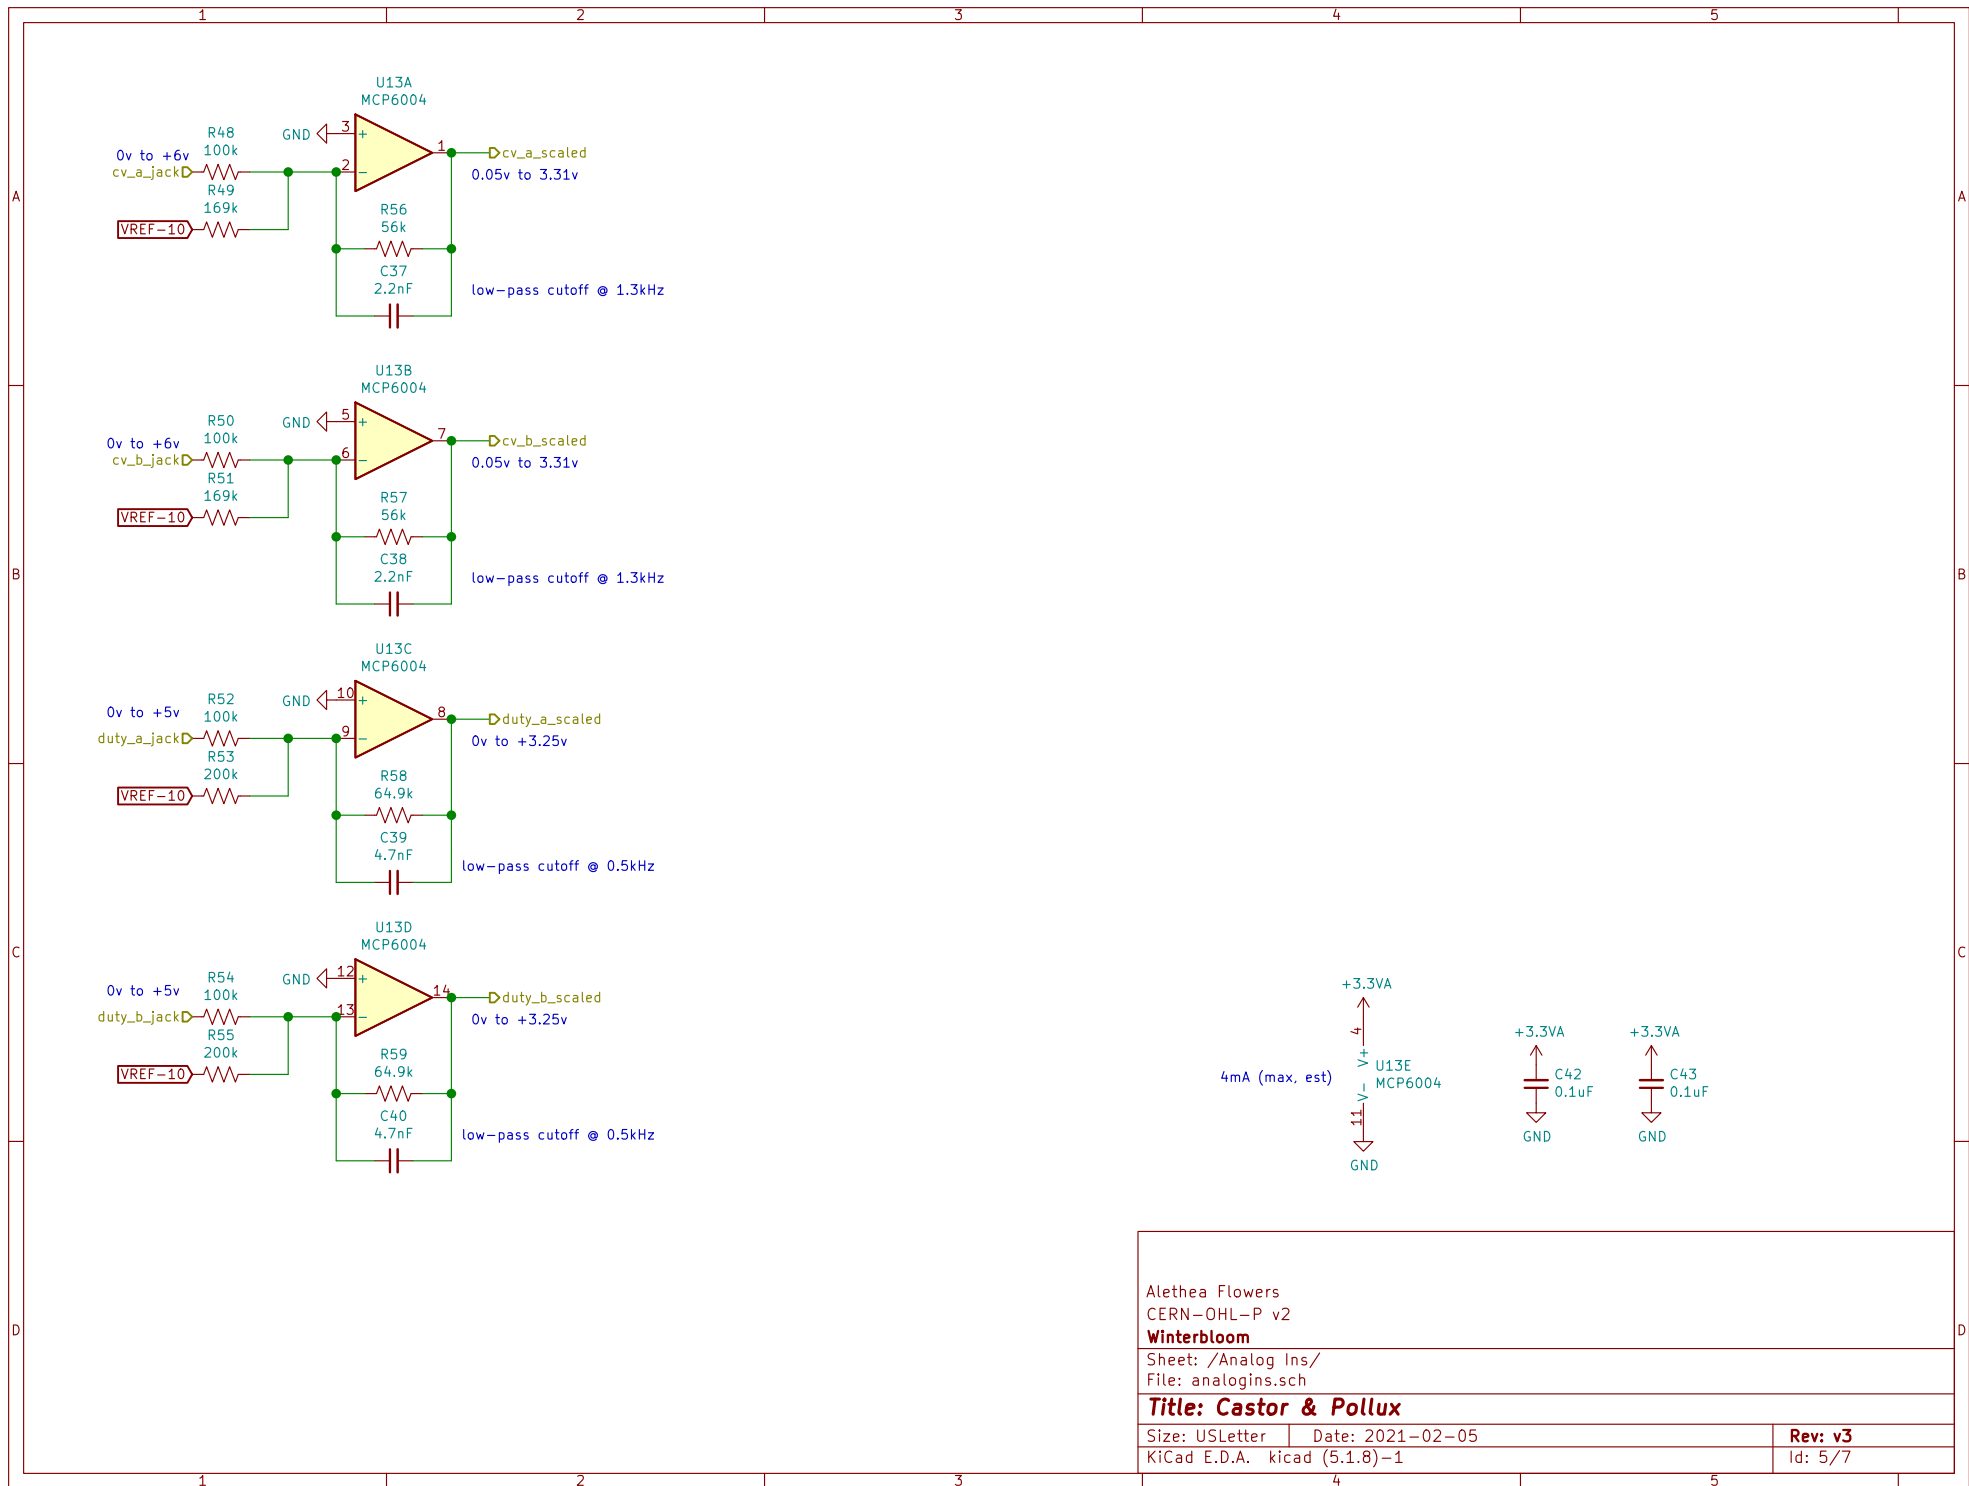 1 2 3 4 5
A
B
C
D
A
B
C
D
1 2 3 4 5
U13A
MCP6004
GND
3
+
2
−
1
0v to +6v
cv_a_jack
R48
100k
R49
169k
VREF-10
cv_a_scaled
0.05v to 3.31v
R56
56k
C37
2.2nF
low-pass cutoff @ 1.3kHz
U13B
MCP6004
GND
5
+
6
−
7
0v to +6v
cv_b_jack
R50
100k
R51
169k
VREF-10
cv_b_scaled
0.05v to 3.31v
R57
56k
C38
2.2nF
low-pass cutoff @ 1.3kHz
U13C
MCP6004
GND
10
+
9
−
8
0v to +5v
duty_a_jack
R52
100k
R53
200k
VREF-10
duty_a_scaled
0v to +3.25v
R58
64.9k
C39
4.7nF
low-pass cutoff @ 0.5kHz
U13D
MCP6004
GND
12
+
13
−
14
0v to +5v
duty_b_jack
R54
100k
R55
200k
VREF-10
duty_b_scaled
0v to +3.25v
R59
64.9k
C40
4.7nF
low-pass cutoff @ 0.5kHz
+3.3VA
4
V+
U13E
MCP6004
4mA (max, est)
V-
11
GND
+3.3VA
C42
0.1uF
GND
+3.3VA
C43
0.1uF
GND
Alethea Flowers
CERN-OHL-P v2
Winterbloom
Sheet: /Analog Ins/
File: analogins.sch
Title: Castor & Pollux
Size: USLetter Date: 2021-02-05 Rev: v3
KiCad E.D.A. kicad (5.1.8)-1 Id: 5/7